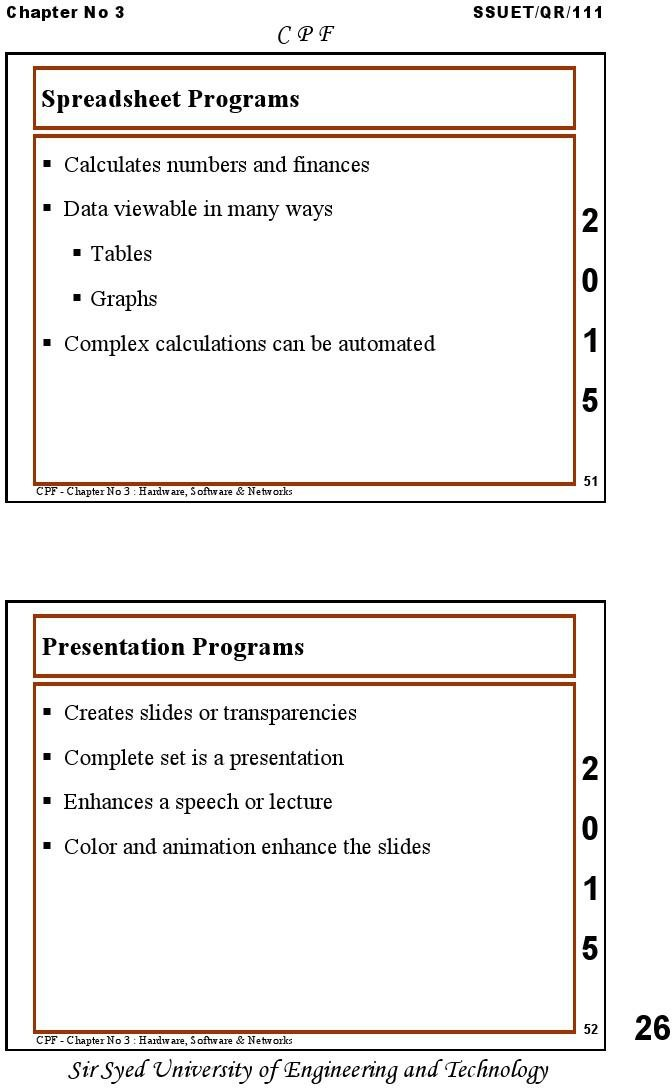 Chapter No 3 SSUET/QR/111
C P F
Spreadsheet Programs
▪ Calculates numbers and finances
▪ Data viewable in many ways
▪ Tables
▪ Graphs
▪ Complex calculations can be automated
2
0
1
5
51
CPF - Chapter No 3 : Hardware, Software & Networks
Presentation Programs
▪ Creates slides or transparencies
▪ Complete set is a presentation
▪ Enhances a speech or lecture
▪ Color and animation enhance the slides
2
0
1
5
52
CPF - Chapter No 3 : Hardware, Software & Networks
26
Sir Syed University of Engineering and Technology